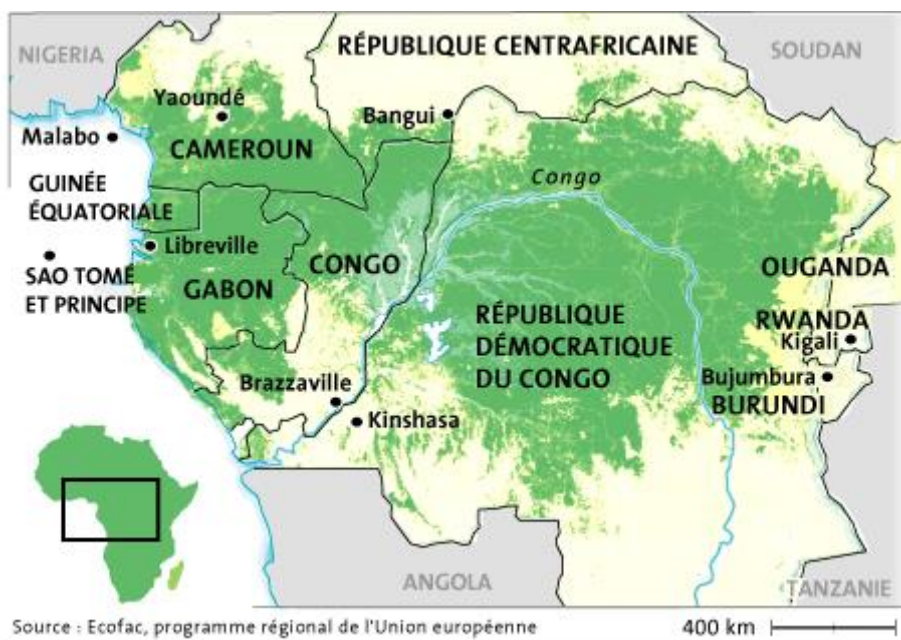 NIGERIA
RÉPUBLIQUE CENTRAFRICAINE
SOUDAN
Yaoundé
Bangui
Malabo
CAMEROUN
GUINÉE
ÉQUATORIALE
Congo
Libreville
SAO TOMÉ
ET PRINCIPE
GABON
CONGO
OUGANDA
RÉPUBLIQUE
DÉMOCRATIQUE
DU CONGO
RWANDA
Kigali
Brazzaville
Bujumbura
BURUNDI
Kinshasa
ANGOLA
TANZANIE
Source : Ecofac, programme régional de l'Union européenne
400 km